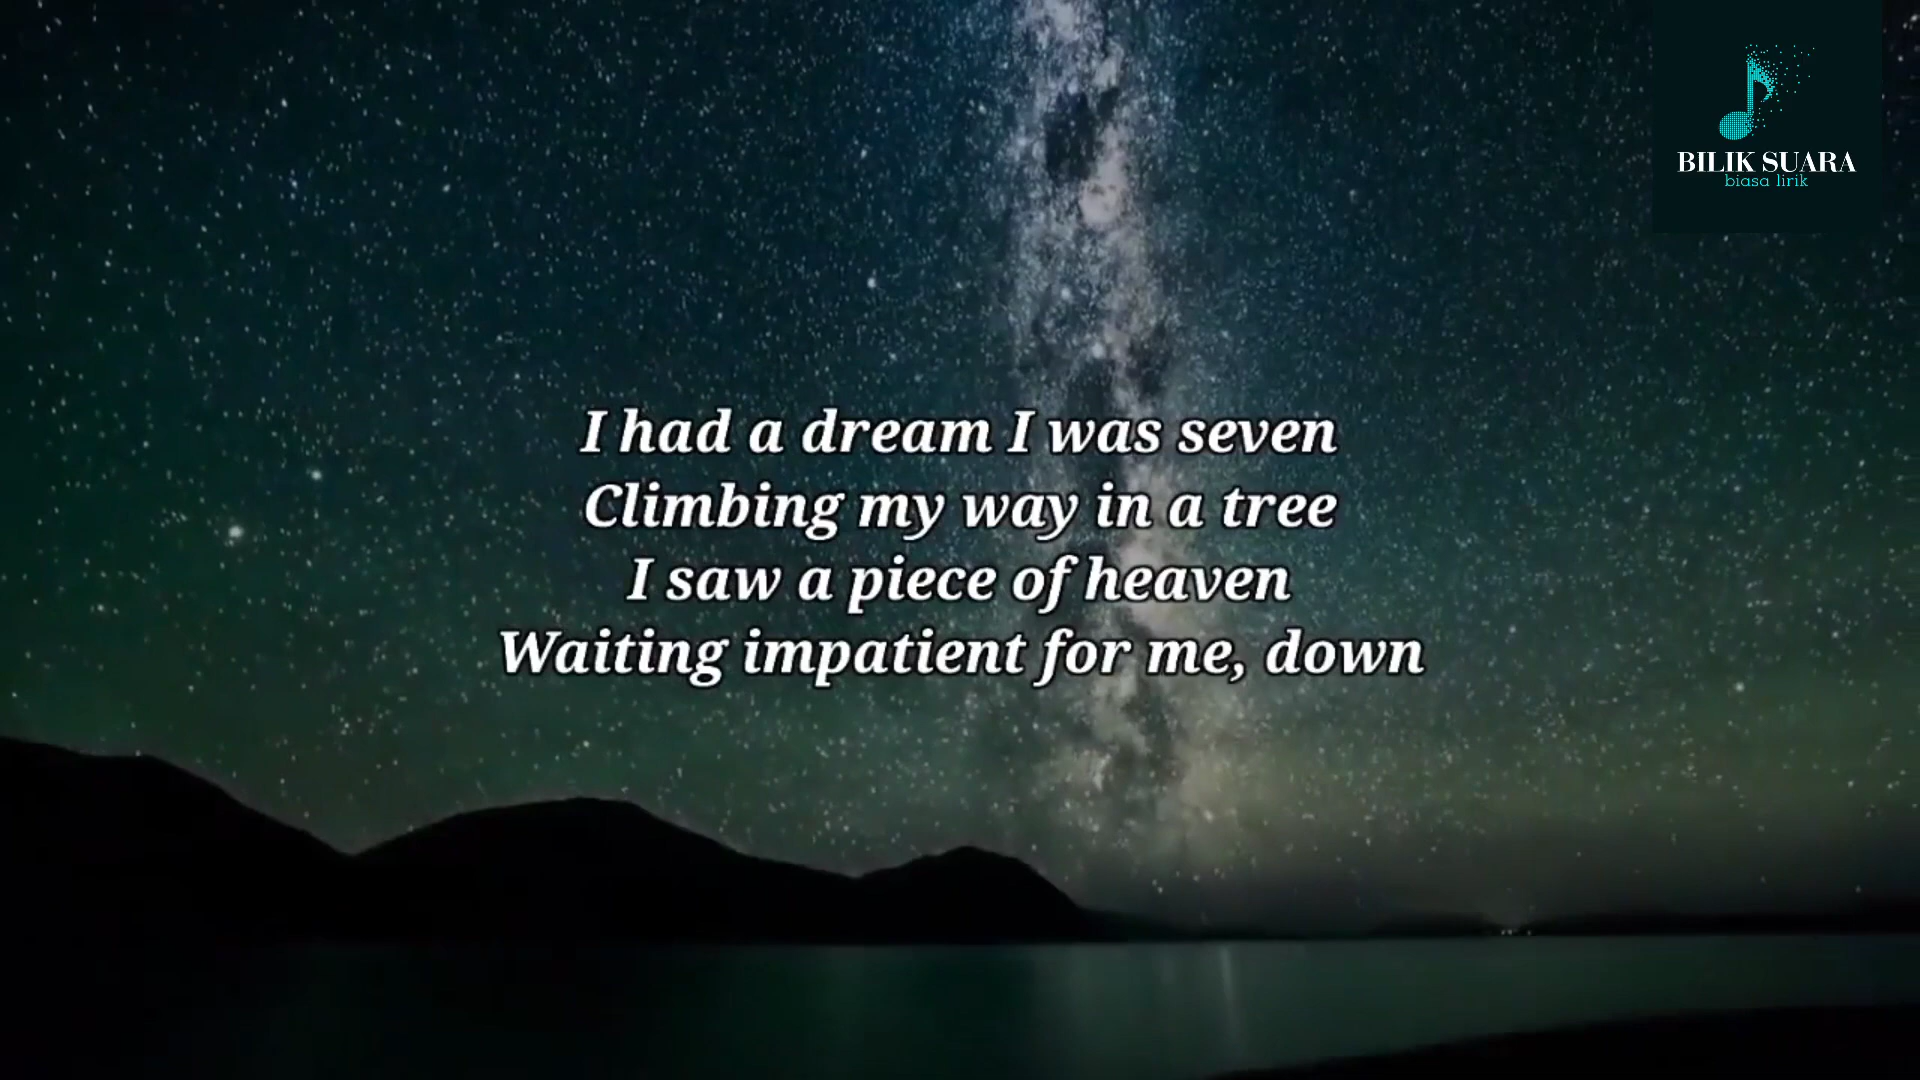 BILIK SUARA
biasa lirik
I had a dream I was seven
Climbing my way in a tree
I saw a piece of heaven
Waiting impatient for me, down